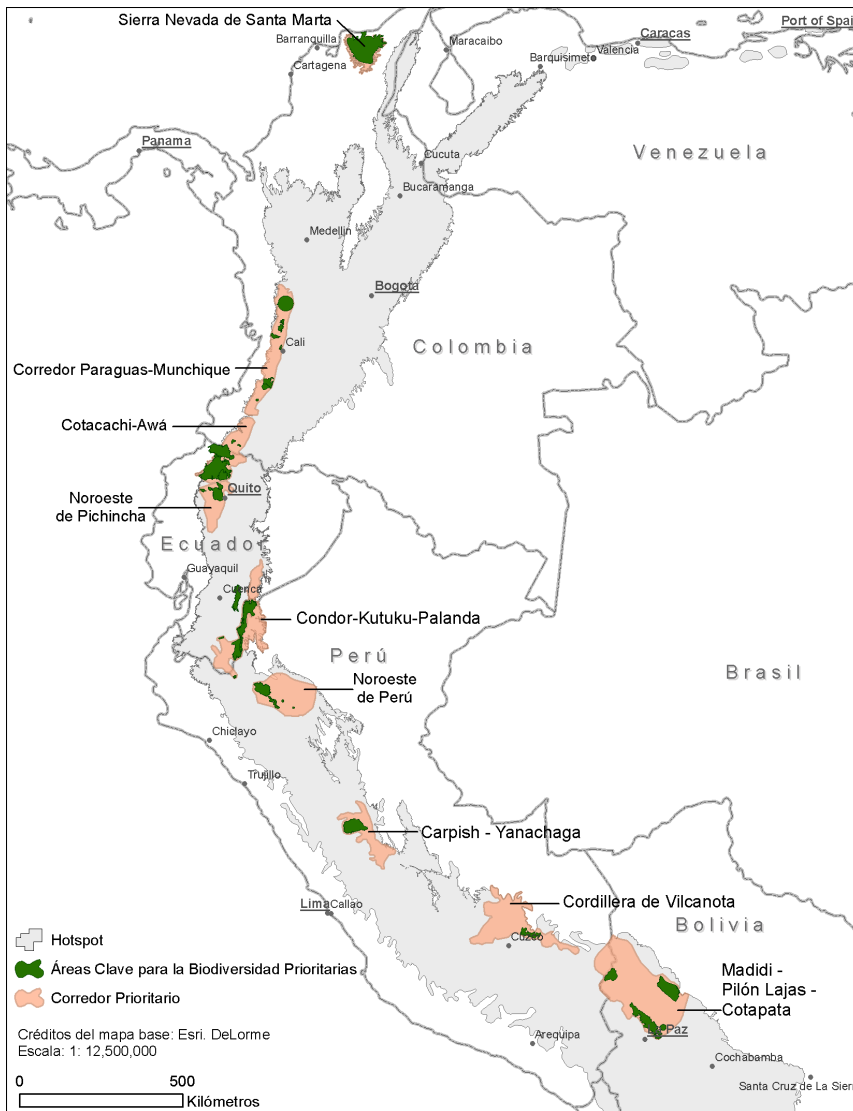 Sierra Nevada de Santa Marta
Port of Spai
Barranquilla
Caracas
Maracaibo
Valencia
Barquisimet
Cartagena
Panama
Cucuta
Venezuela
Bucaramanga
Medellin
Bogota
Cali
Colombia
Corredor Paraguas-Munchique
Cotacachi-Awá
Quito
Noroeste
de Pichincha
Ecuador
Guayaquil
Cuenca
Condor-Kutuku-Palanda
Perú
Noroeste
de Perú
Brasil
Chiclayo
Trujillo
Carpish - Yanachaga
Lima
Callao
Cordillera de Vilcanota
Bolivia
Cuzco
Madidi -
Pilón Lajas -
Cotapata
La Paz
Arequipa
Cochabamba
Santa Cruz de La Sierr
Hotspot
Áreas Clave para la Biodiversidad Prioritarias
Corredor Prioritario
Créditos del mapa base: Esri. DeLorme
Escala: 1: 12,500,000
0 500
Kilómetros